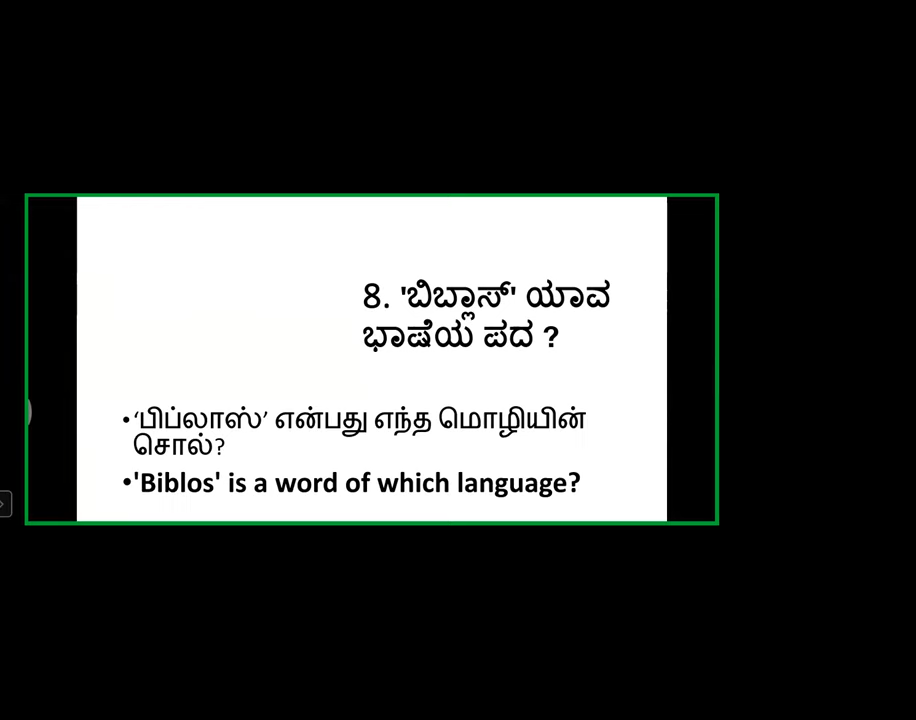 8. 'ಬಿಬ್ಲಾಸ್' ಯಾವ
ಭಾಷೆಯ ಪದ ?
•‘பிப்லாஸ்’ என்பது எந்த மொழியின்
சொல்?
•'Biblos' is a word of which language?